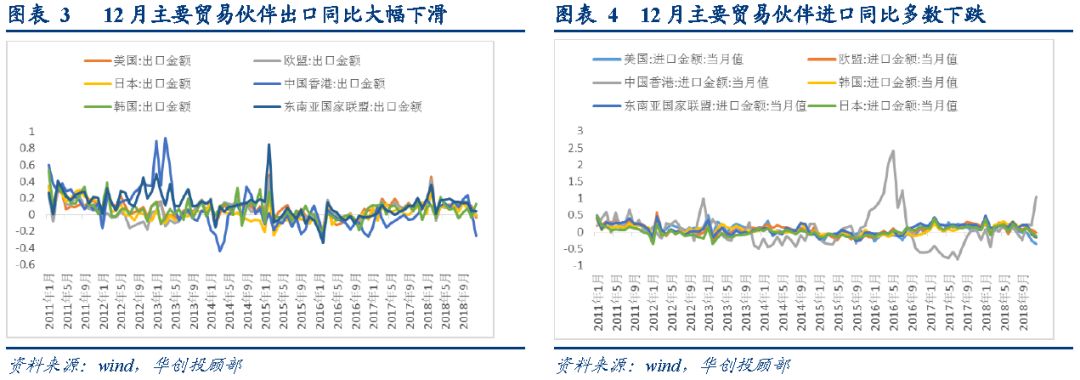 图表 3 12月主要贸易伙伴出口同比大幅下滑
美国:出口金额
欧盟:出口金额
日本:出口金额
中国香港:出口金额
韩国:出口金额
东南亚国家联盟:出口金额
1
0.8
0.6
0.4
0.2
0
-0.2
-0.4
-0.6
2011年1月
2011年5月
2011年9月
2012年1月
2012年5月
2012年9月
2013年1月
2013年5月
2013年9月
2014年1月
2014年5月
2014年9月
2015年1月
2015年5月
2015年9月
2016年1月
2016年5月
2016年9月
2017年1月
2017年5月
2017年9月
2018年1月
2018年5月
2018年9月
资料来源：wind，华创投顾部
图表 4 12月主要贸易伙伴进口同比多数下跌
美国:进口金额:当月值
欧盟:进口金额:当月值
中国香港:进口金额:当月值
韩国:进口金额:当月值
东南亚国家联盟:进口金额:当月值
日本:进口金额:当月值
3
2.5
2
1.5
1
0.5
0
-0.5
-1
2011年1月
2011年5月
2011年9月
2012年1月
2012年5月
2012年9月
2013年1月
2013年5月
2013年9月
2014年1月
2014年5月
2014年9月
2015年1月
2015年5月
2015年9月
2016年1月
2016年5月
2016年9月
2017年1月
2017年5月
2017年9月
2018年1月
2018年5月
2018年9月
资料来源：wind，华创投顾部